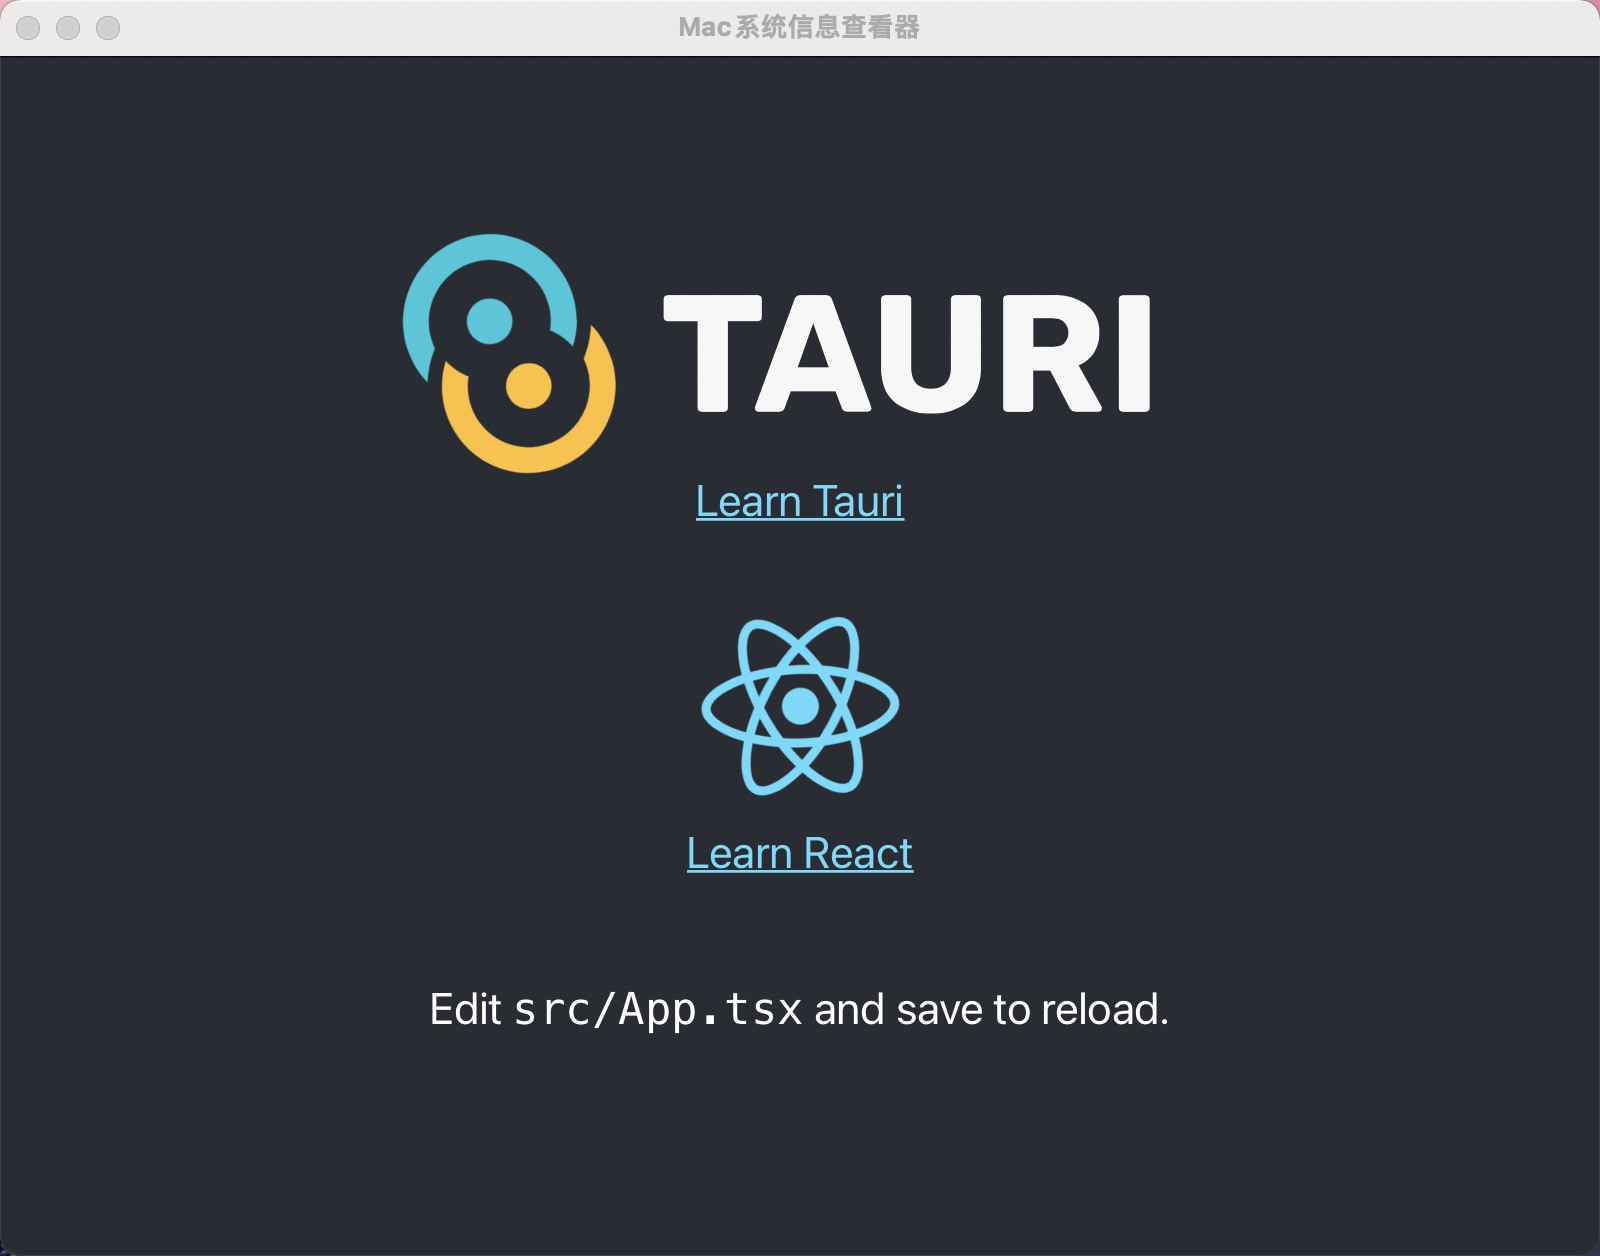 Mac系统信息查看器
TAURI
Learn Tauri
Learn React
Edit src/App.tsx and save to reload.